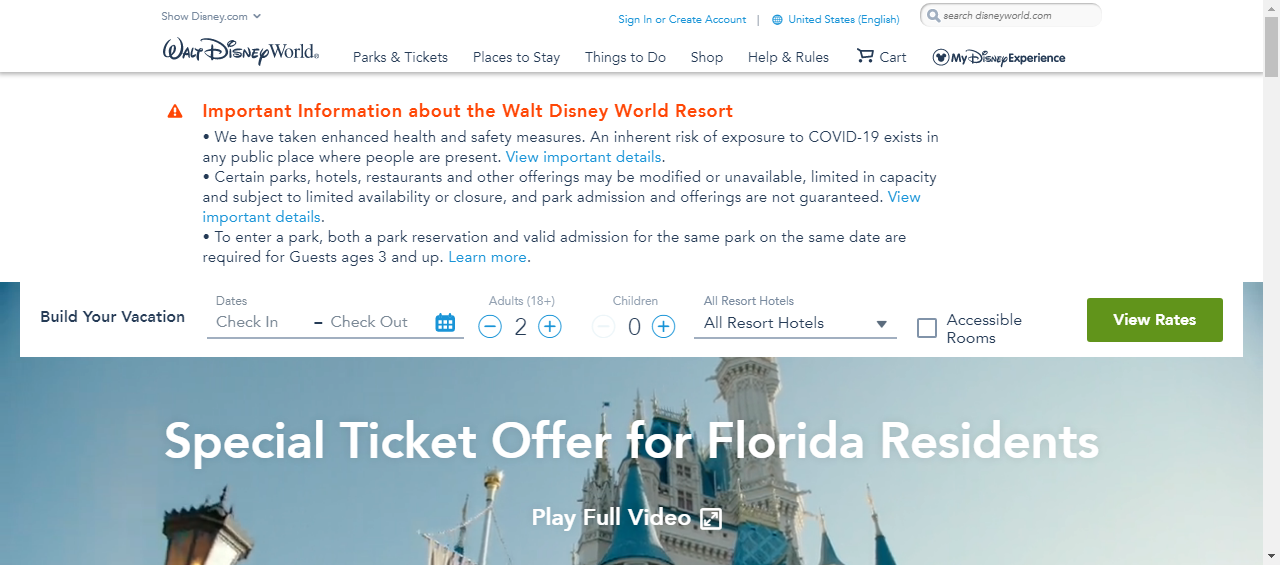 Show Disney.com
Sign In or Create Account | United States (English)
search disneyworld.com
Walt Disney World®
Parks & Tickets
Places to Stay
Things to Do
Shop
Help & Rules
Cart
My Disney Experience
Important Information about the Walt Disney World Resort
• We have taken enhanced health and safety measures. An inherent risk of exposure to COVID-19 exists in
any public place where people are present. View important details.
• Certain parks, hotels, restaurants and other offerings may be modified or unavailable, limited in capacity
and subject to limited availability or closure, and park admission and offerings are not guaranteed. View
important details.
• To enter a park, both a park reservation and valid admission for the same park on the same date are
required for Guests ages 3 and up. Learn more.
Build Your Vacation
Dates
Check In – Check Out
Adults (18+)
2
Children
0
All Resort Hotels
All Resort Hotels
Accessible
Rooms
View Rates
Special Ticket Offer for Florida Residents
Play Full Video